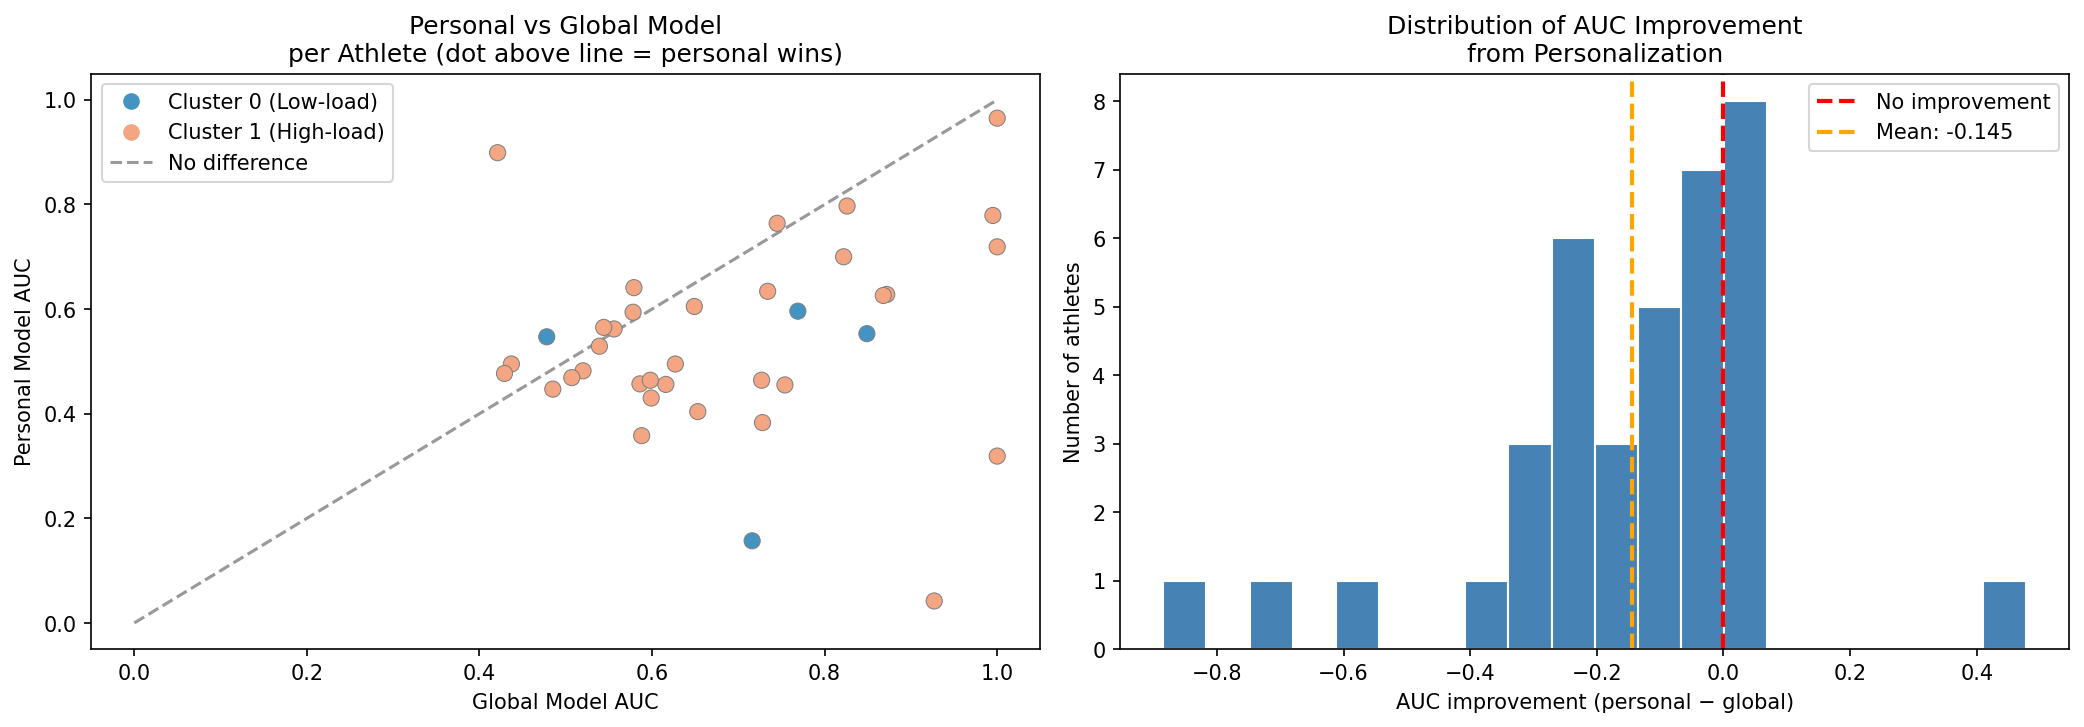 Personal vs Global Model
per Athlete (dot above line = personal wins)
Cluster 0 (Low-load)
Cluster 1 (High-load)
No difference
Personal Model AUC
1.0
0.8
0.6
0.4
0.2
0.0
0.0 0.2 0.4 0.6 0.8 1.0
Global Model AUC
Distribution of AUC Improvement
from Personalization
No improvement
Mean: -0.145
Number of athletes
8
7
6
5
4
3
2
1
0
−0.8 −0.6 −0.4 −0.2 0.0 0.2 0.4
AUC improvement (personal − global)